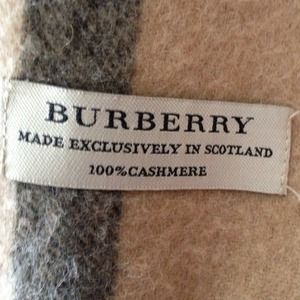 BURBERRY
MADE EXCLUSIVELY IN SCOTLAND
100%CASHMERE